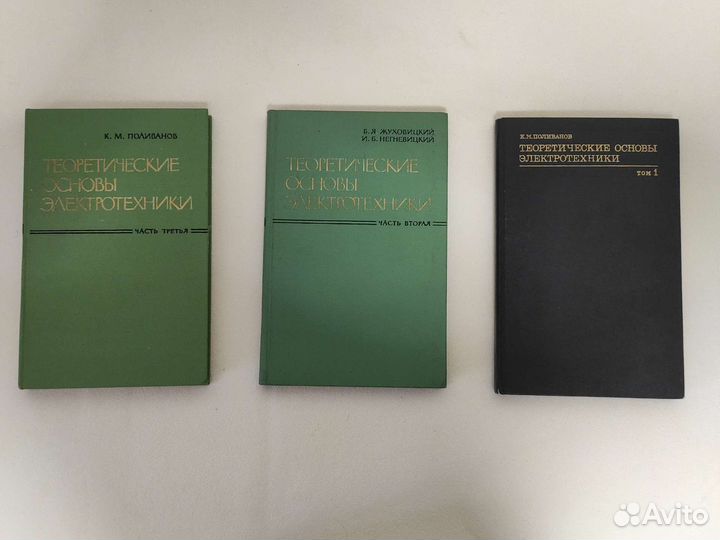 К. М. ПОЛИВАНОВ
ТЕОРЕТИЧЕСКИЕ
ОСНОВЫ
ЭЛЕКТРОТЕХНИКИ
ЧАСТЬ ТРЕТЬЯ
Б. Я ЖУХОВИЦКИЙ
И. Б. НЕГНЕВИЦКИЙ
ТЕОРЕТИЧЕСКИЕ
ОСНОВЫ
ЭЛЕКТРОТЕХНИКИ
ЧАСТЬ ВТОРАЯ
К. М. ПОЛИВАНОВ
ТЕОРЕТИЧЕСКИЕ ОСНОВЫ
ЭЛЕКТРОТЕХНИКИ
ТОМ 1
Avito